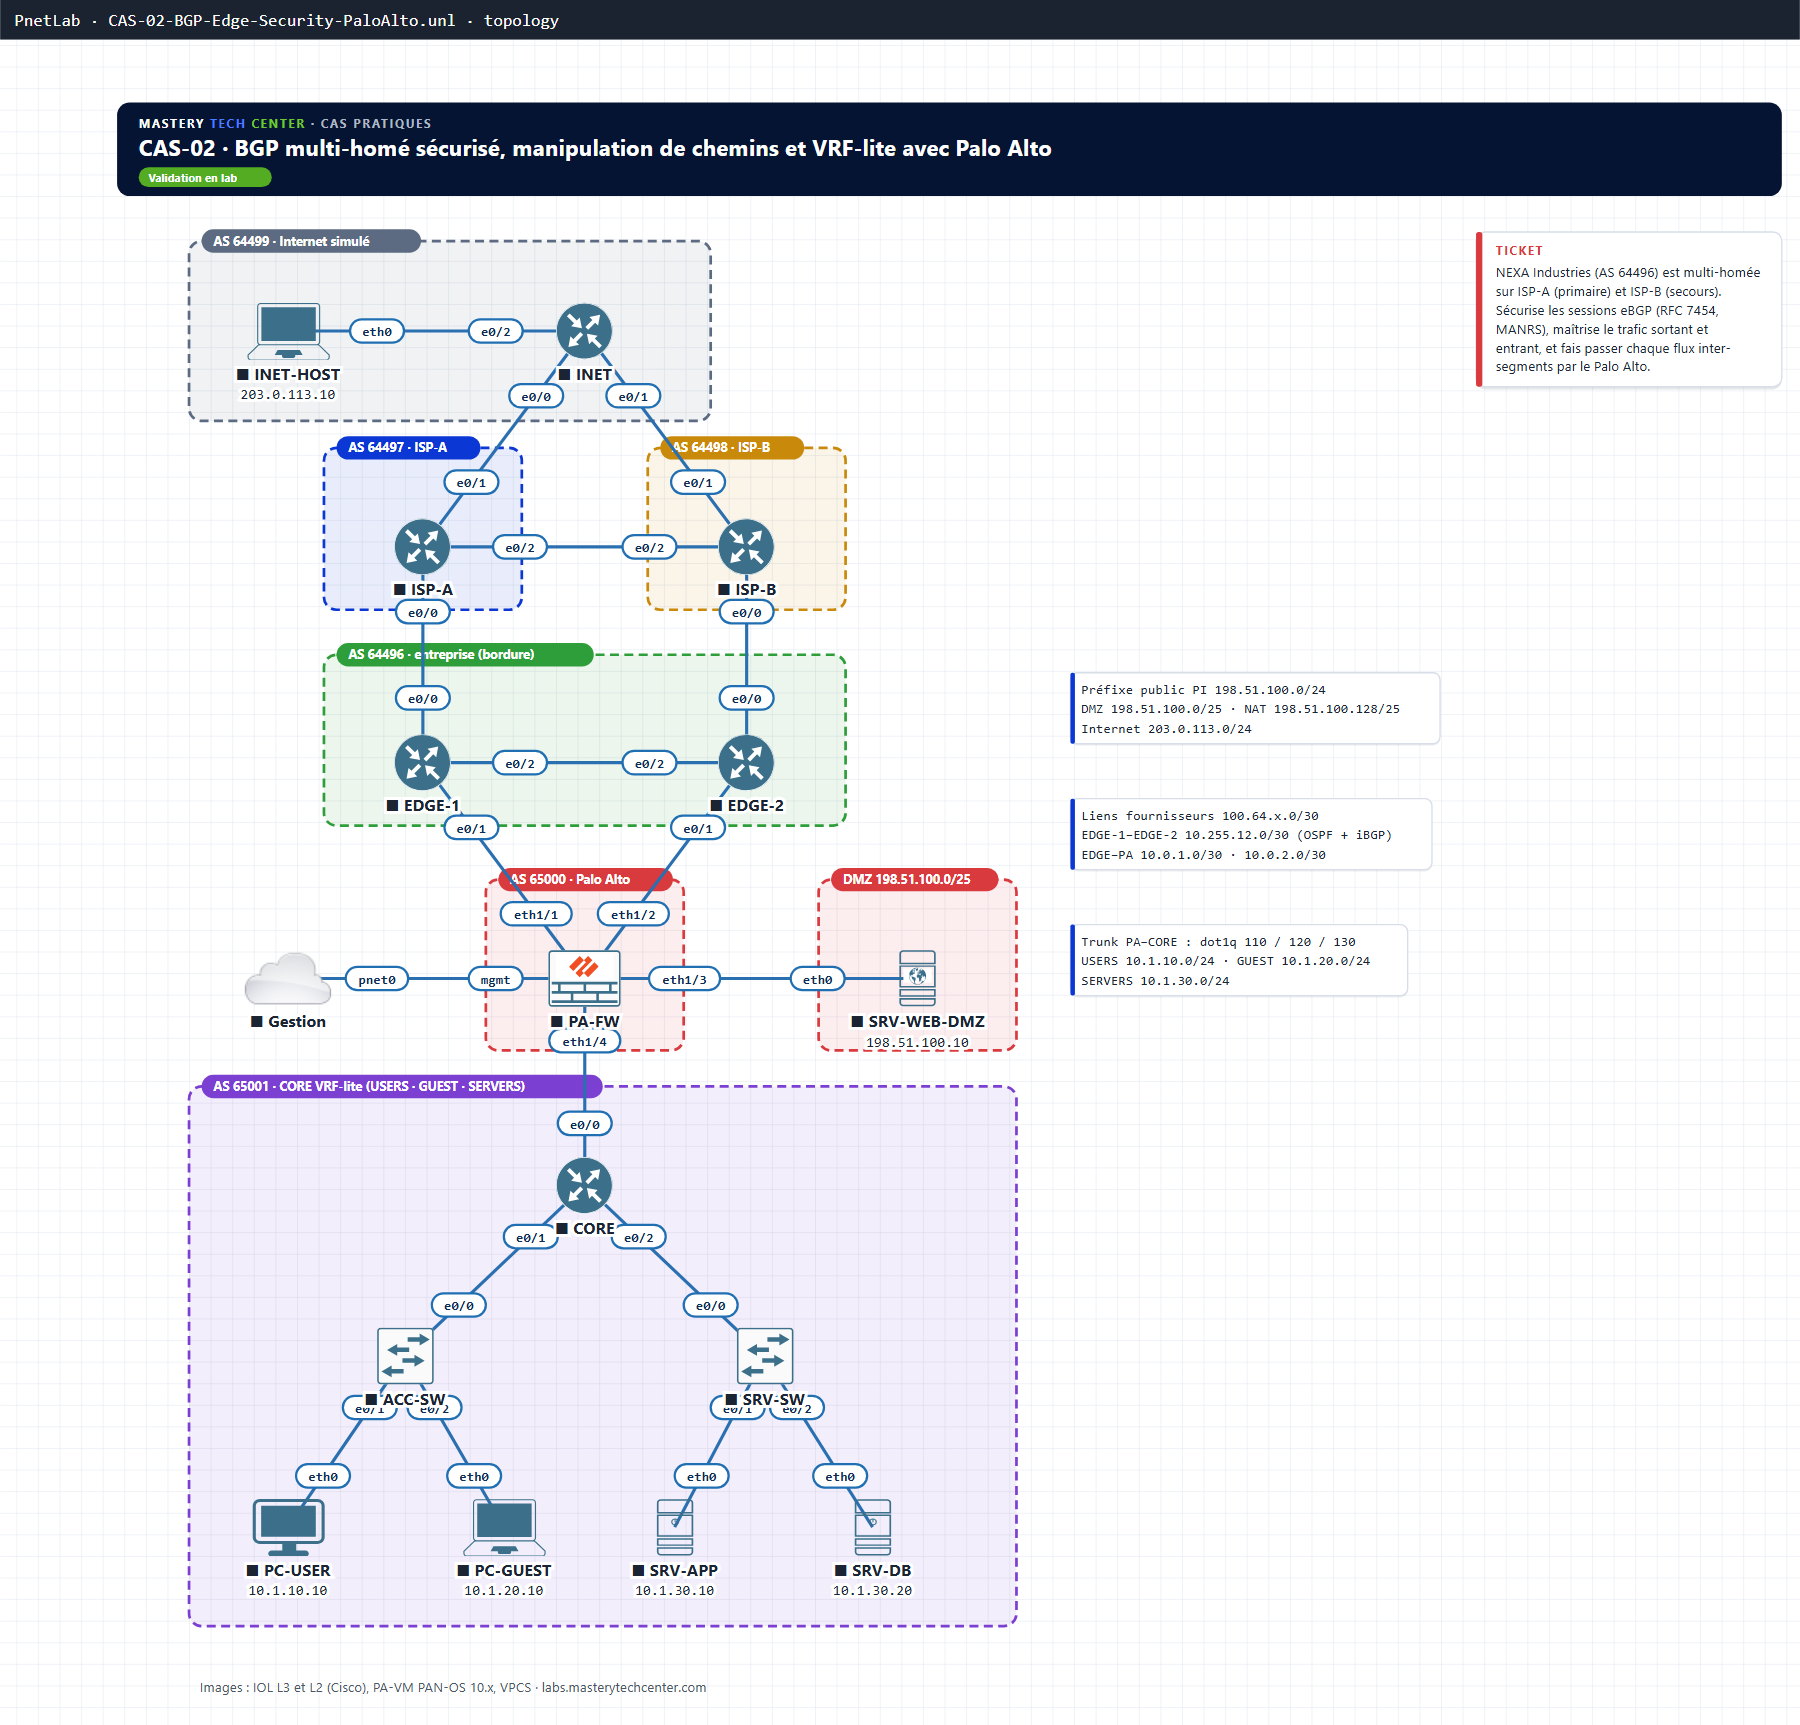 PnetLab · CAS-02-BGP-Edge-Security-PaloAlto.unl · topology
MASTERY TECH CENTER · CAS PRATIQUES
CAS-02 · BGP multi-homé sécurisé, manipulation de chemins et VRF-lite avec Palo Alto
Validation en lab
AS 64499 · Internet simulé
TICKET
NEXA Industries (AS 64496) est multi-homée
sur ISP-A (primaire) et ISP-B (secours).
Sécurise les sessions eBGP (RFC 7454,
MANRS), maîtrise le trafic sortant et
entrant, et fais passer chaque flux inter-
segments par le Palo Alto.
eth0
e0/2
INET-HOST
203.0.113.10
INET
e0/0
e0/1
AS 64497 · ISP-A
AS 64498 · ISP-B
e0/1
e0/1
e0/2
e0/2
ISP-A
ISP-B
e0/0
e0/0
AS 64496 · entreprise (bordure)
e0/0
e0/0
Préfixe public PI 198.51.100.0/24
DMZ 198.51.100.0/25 · NAT 198.51.100.128/25
Internet 203.0.113.0/24
e0/2
e0/2
EDGE-1
EDGE-2
e0/1
e0/1
Liens fournisseurs 100.64.x.0/30
EDGE-1-EDGE-2 10.255.12.0/30 (OSPF + iBGP)
EDGE-PA 10.0.1.0/30 · 10.0.2.0/30
AS 65000 · Palo Alto
DMZ 198.51.100.0/25
eth1/1
eth1/2
Trunk PA-CORE : dot1q 110 / 120 / 130
USERS 10.1.10.0/24 · GUEST 10.1.20.0/24
SERVERS 10.1.30.0/24
pnet0
mgmt
eth1/3
eth0
Gestion
PA-FW
SRV-WEB-DMZ
198.51.100.10
eth1/4
AS 65001 · CORE VRF-lite (USERS · GUEST · SERVERS)
e0/0
CORE
e0/1
e0/2
e0/0
e0/0
ACC-SW
SRV-SW
e0/1
e0/2
e0/1
e0/2
eth0
eth0
eth0
eth0
PC-USER
10.1.10.10
PC-GUEST
10.1.20.10
SRV-APP
10.1.30.10
SRV-DB
10.1.30.20
Images : IOL L3 et L2 (Cisco), PA-VM PAN-OS 10.x, VPCS · labs.masterytechcenter.com